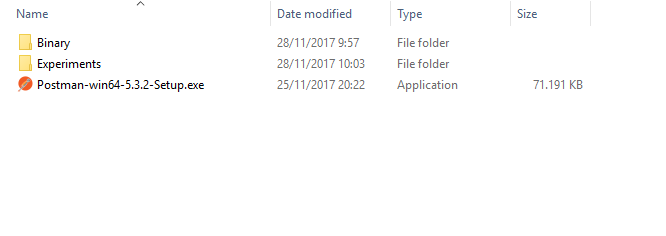 Name Date modified Type Size
Binary 28/11/2017 9:57 File folder
Experiments 28/11/2017 10:03 File folder
Postman-win64-5.3.2-Setup.exe 25/11/2017 20:22 Application 71.191 KB